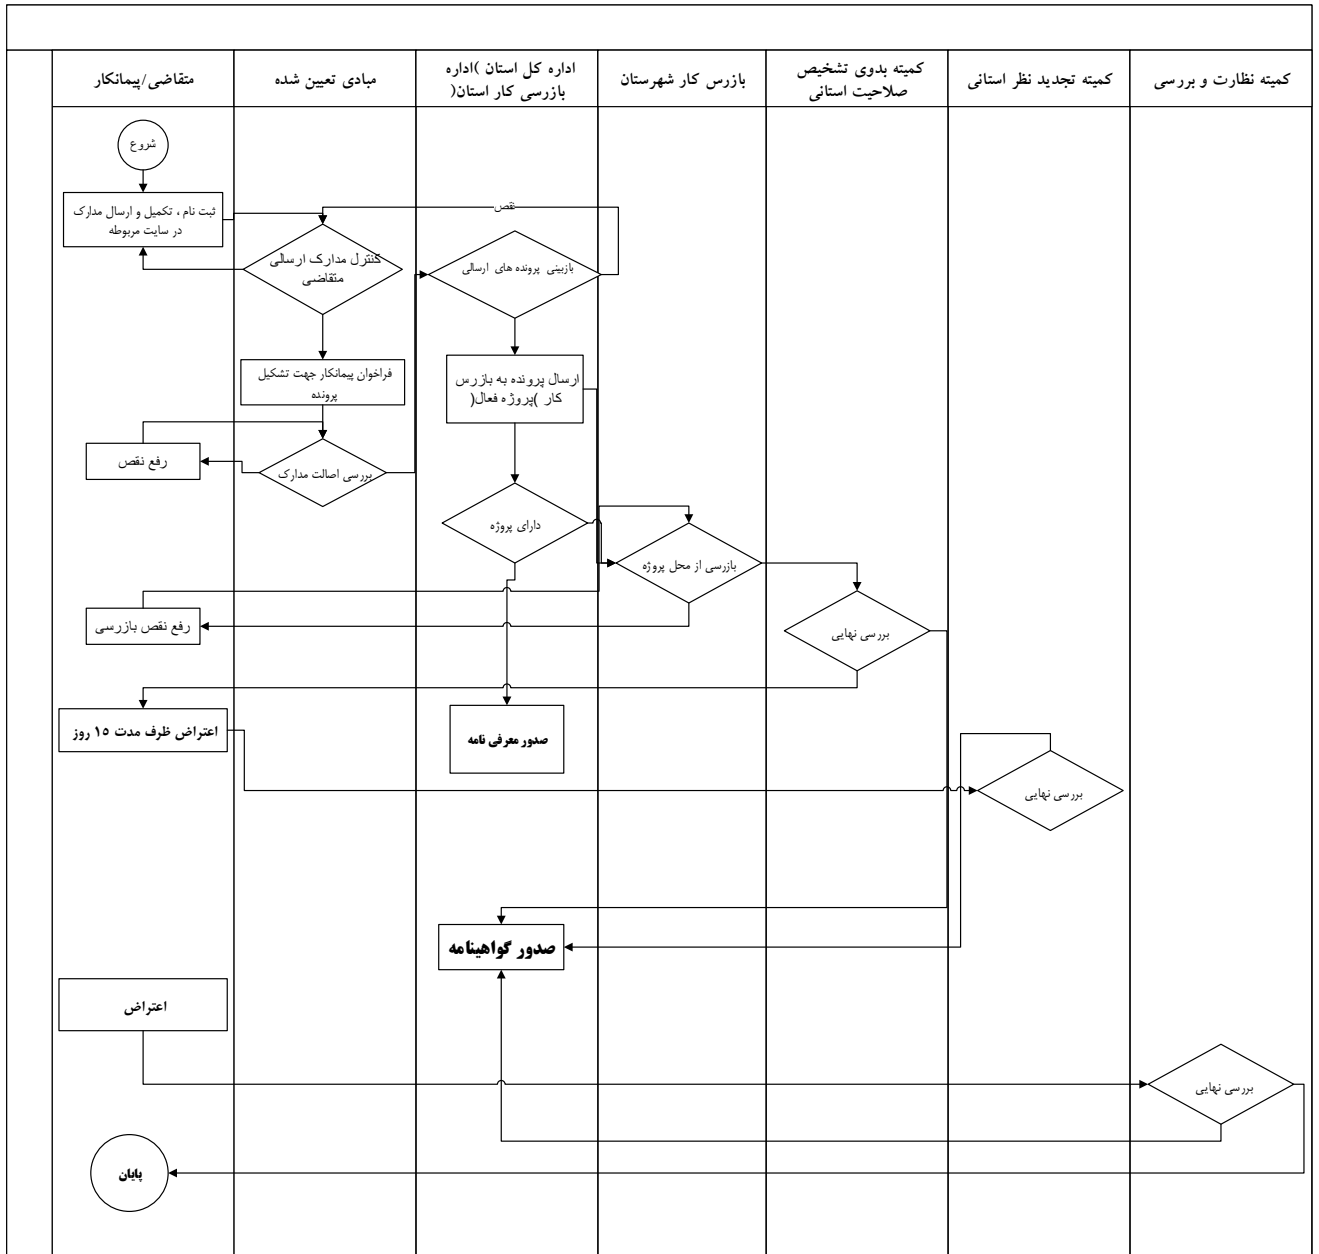 متقاضی/پیمانکار
مبادی تعیین شده
اداره کل استان )اداره
بازرسی کار استان(
بازرس کار شهرستان
کمیته بدوی تشخیص
صلاحیت استانی
کمیته تجدید نظر استانی
کمیته نظارت و بررسی
شروع
ثبت نام ، تکمیل و ارسال مدارک
در سایت مربوطه
نقص
کنترل مدارک ارسالی
متقاضی
بازبینی پرونده های ارسالی
فراخوان پیمانکار جهت تشکیل
پرونده
ارسال پرونده به بازرس
کار )پروژه فعال(
رفع نقص
بررسی اصالت مدارک
دارای پروژه
بازرسی از محل پروژه
رفع نقص بازرسی
بررسی نهایی
اعتراض ظرف مدت ۱۵ روز
صدور معرفی نامه
بررسی نهایی
صدور گواهینامه
اعتراض
بررسی نهایی
پایان